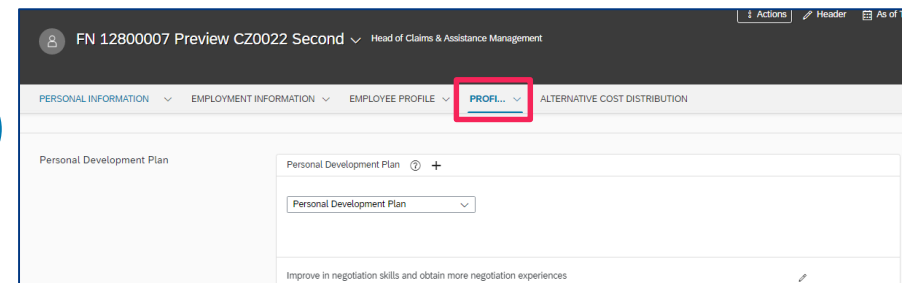 Actions Header As of T
FN 12800007 Preview CZ0022 Second Head of Claims & Assistance Management
PERSONAL INFORMATION EMPLOYMENT INFORMATION EMPLOYEE PROFILE PROFI... ALTERNATIVE COST DISTRIBUTION
Personal Development Plan
Personal Development Plan ? +
Personal Development Plan
Improve in negotiation skills and obtain more negotiation experiences